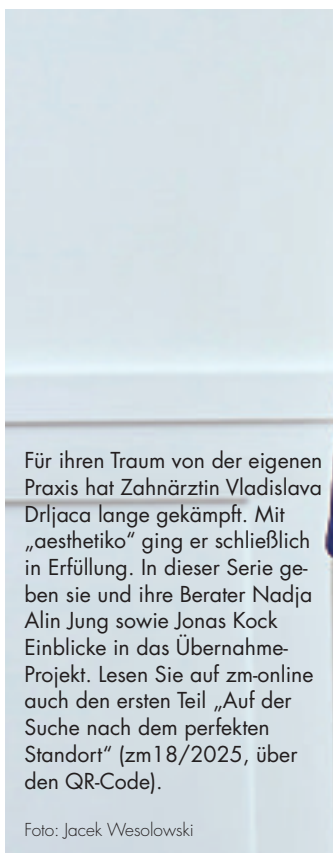 Für ihren Traum von der eigenen
Praxis hat Zahnärztin Vladislava
Drljaca lange gekämpft. Mit
„aesthetiko“ ging er schließlich
in Erfüllung. In dieser Serie ge-
ben sie und ihre Berater Nadja
Alin Jung sowie Jonas Kock
Einblicke in das Übernahme-
Projekt. Lesen Sie auf zm-online
auch den ersten Teil „Auf der
Suche nach dem perfekten
Standort“ (zm18/2025, über
den QR-Code).
Foto: Jacek Wesolowski